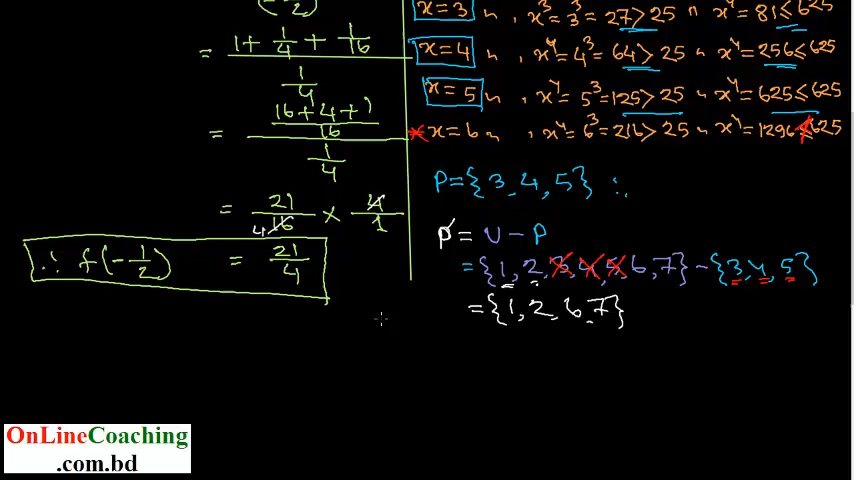 (-1/2)
= (1 + 1/4 + 1/16) / (1/4)
= ((16+4+1)/16) / (1/4)
= 21/16 4 × 4/1
∴ f(-1/2) = 21/4
x=3 ,, , x³=3³=27>25 ,, x⁴=81≤625
x=4 ,, , x³=4³=64>25 ,, x⁴=256≤625
x=5 ,, , x³=5³=125>25 ,, x⁴=625≤625
× x=6 ,, , x³=6³=216>25 ,, x⁴=1296≰625
P={3,4,5} ∴
P′= U-P
={1,2,3,4,5,6,7}-{3,4,5}
={1,2,6,7}
OnLineCoaching
.com.bd